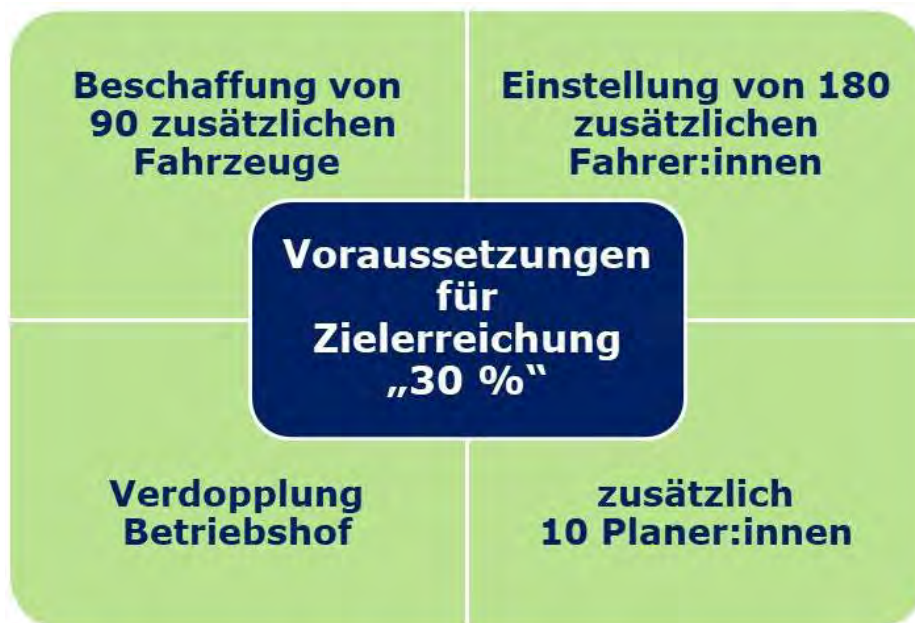 Beschaffung von
90 zusätzlichen
Fahrzeuge
Einstellung von 180
zusätzlichen
Fahrer:innen
Voraussetzungen
für
Zielerreichung
„30 %“
Verdopplung
Betriebshof
zusätzlich
10 Planer:innen